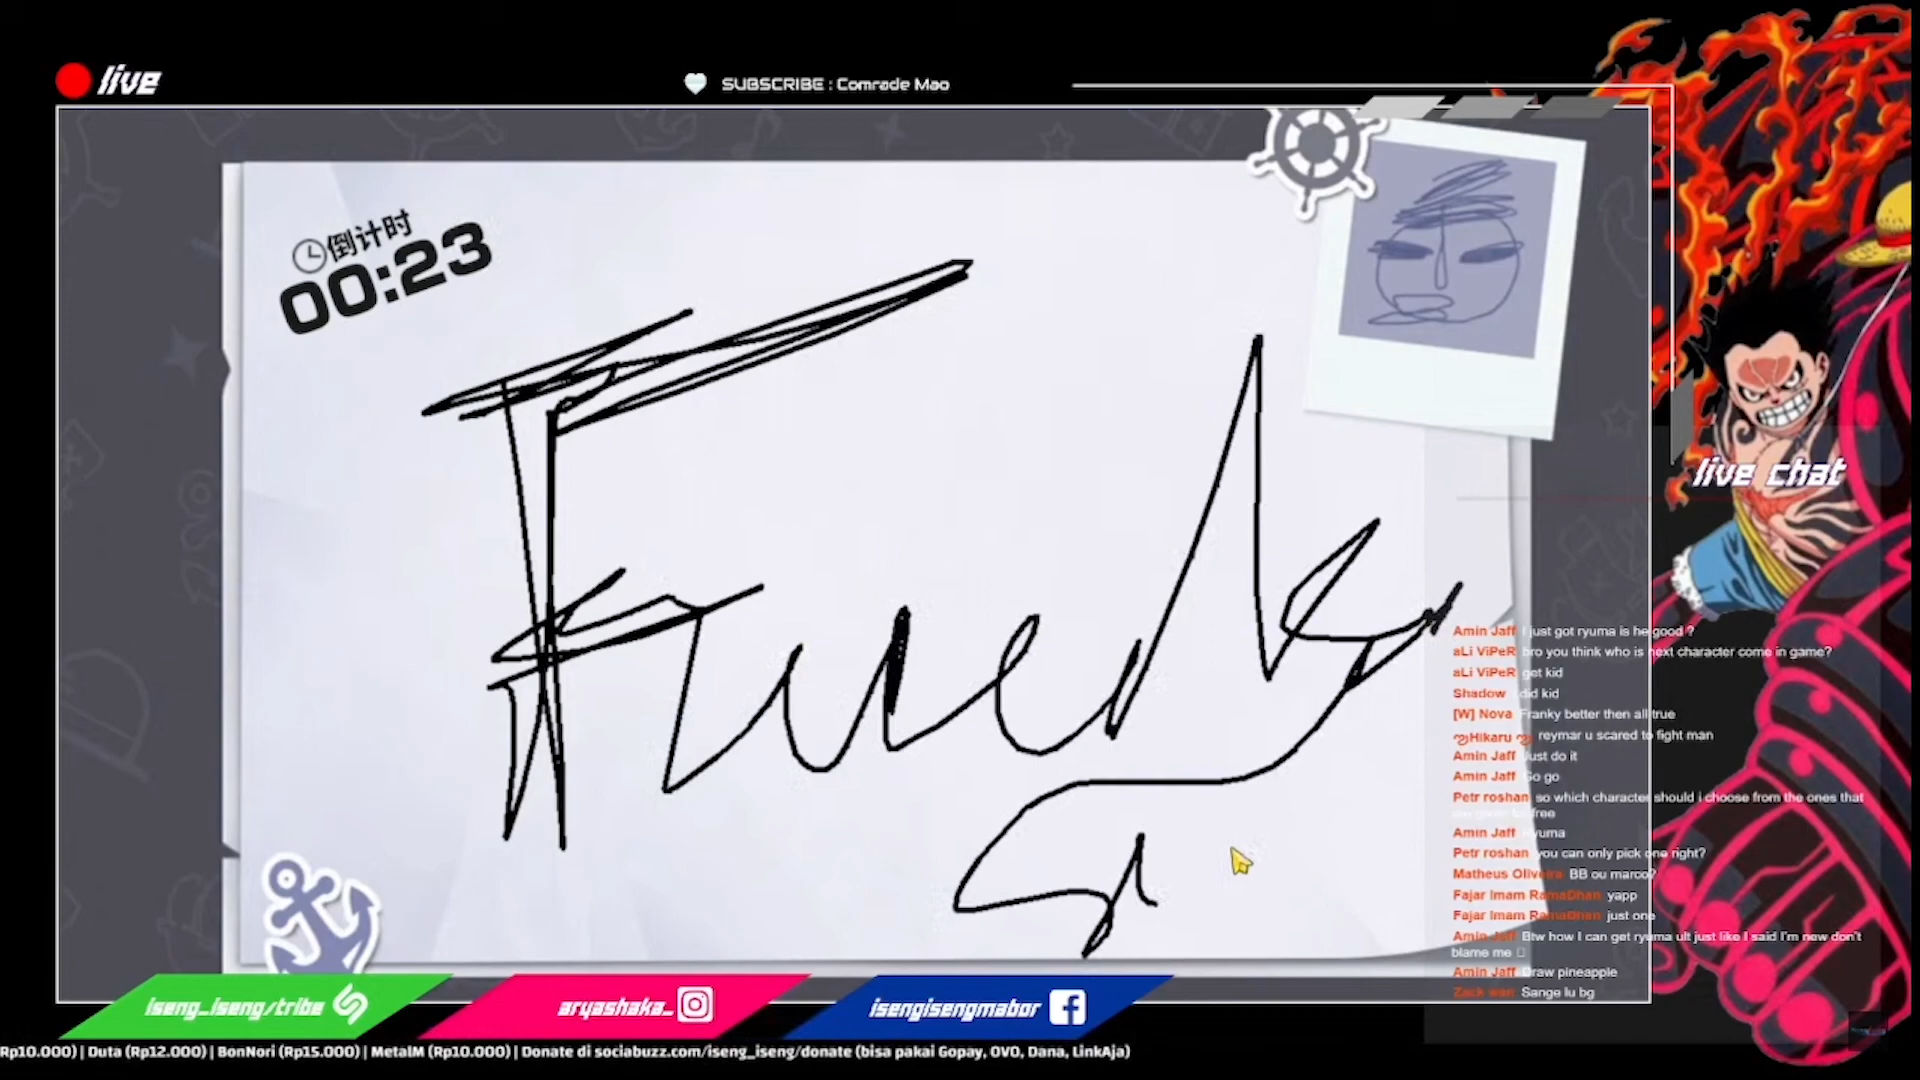 live
SUBSCRIBE : Comrade Mao
倒计时
00:23
live chat
Amin Jaff I just got ryuma is he good ?
aLi ViPeR bro you think who is next character come in game?
aLi ViPeR get kid
Shadow did kid
[W] Nova Franky better then all true
Hikaru reymar u scared to fight man
Amin Jaff Just do it
Amin Jaff Go go
Petr roshan so which character should i choose from the ones that
free
Amin Jaff Ryuma
Petr roshan you can only pick one right?
Matheus Oliveira BB ou marco?
Fajar Imam RamaDhan yapp
Fajar Imam RamaDhan just one
Amin Jaff Btw how I can get ryuma ult just like I said I'm new don't
blame me
Amin Jaff Draw pineapple
Sange lu bg
iseng_iseng/tribe
aryashaka_
isengisengmabar
Rp10.000) | Duta (Rp12.000) | BonNori (Rp15.000) | MetalM (Rp10.000) | Donate di sociabuzz.com/iseng_iseng/donate (bisa pakai Gopay, OVO, Dana, LinkAja)